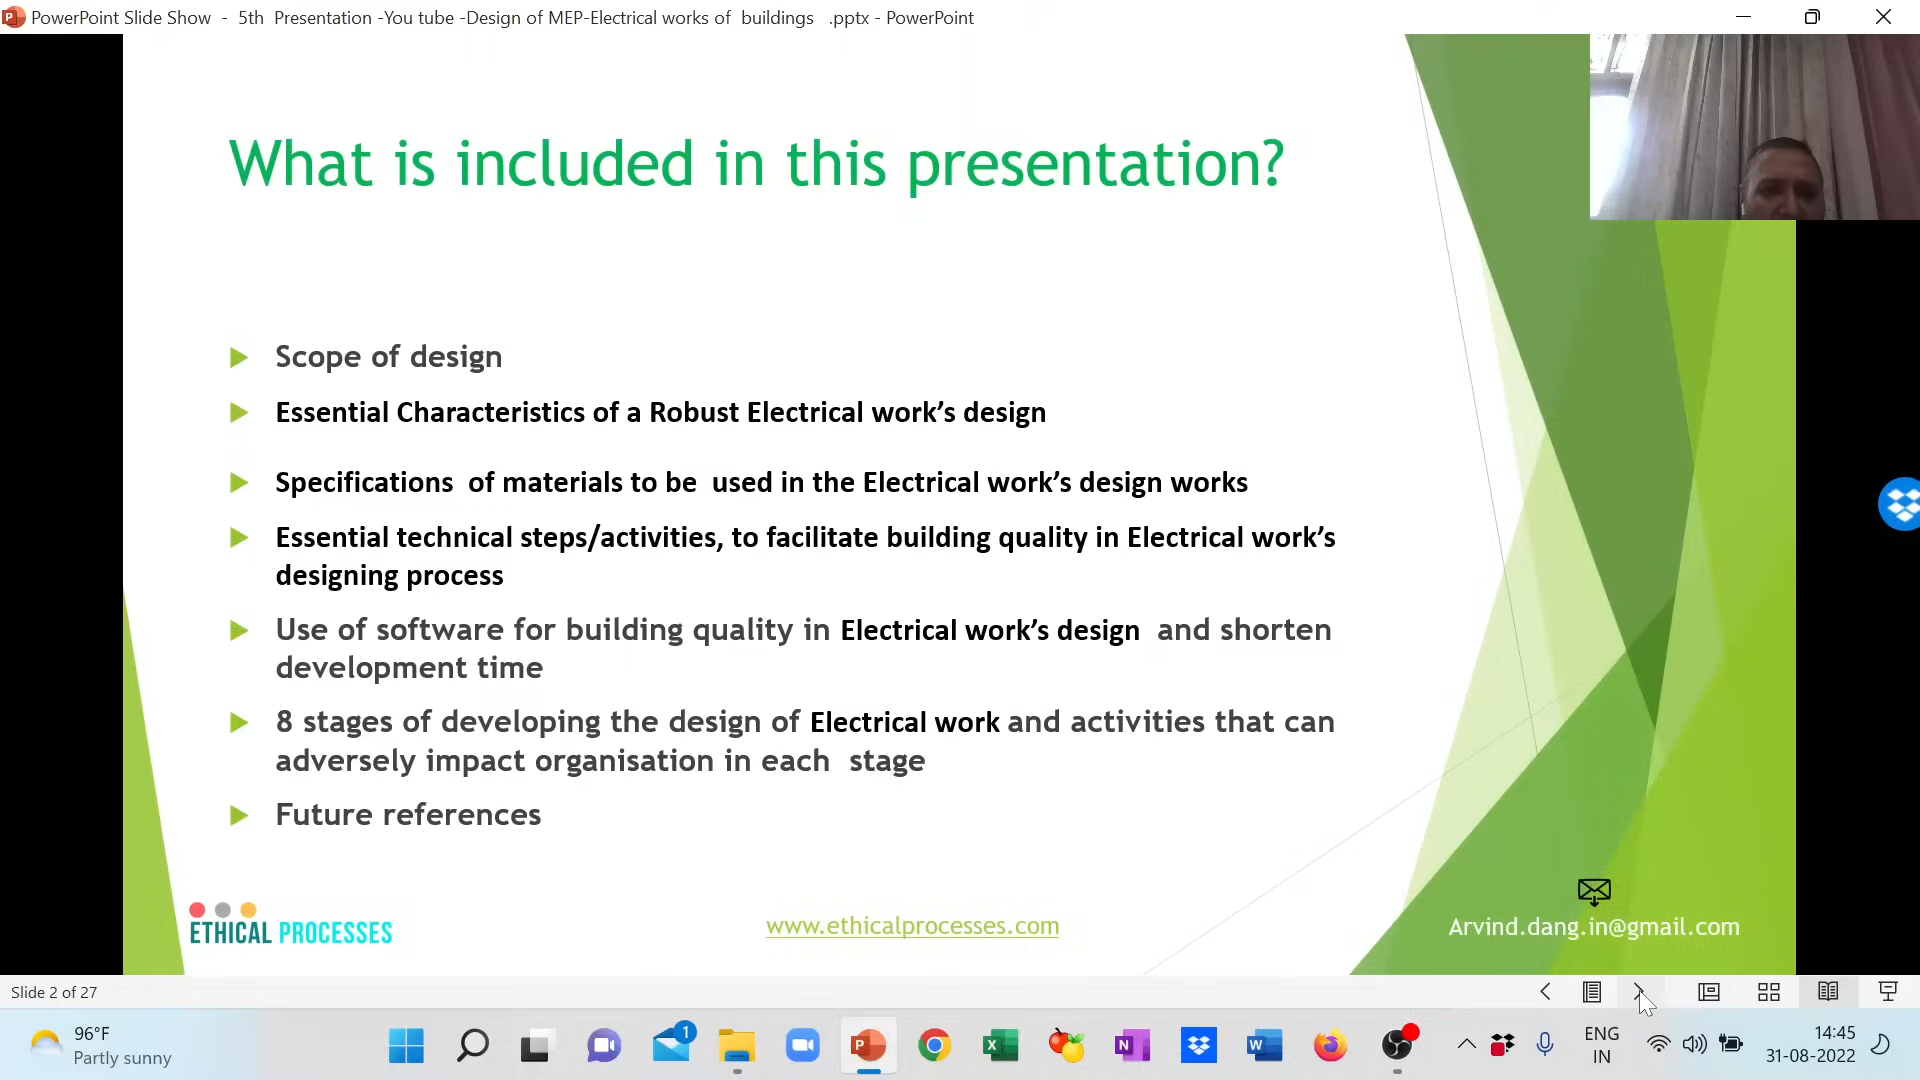 PowerPoint Slide Show - 5th Presentation -You tube -Design of MEP-Electrical works of buildings .pptx - PowerPoint
What is included in this presentation?
Scope of design
Essential Characteristics of a Robust Electrical work’s design
Specifications of materials to be used in the Electrical work’s design works
Essential technical steps/activities, to facilitate building quality in Electrical work’s
designing process
Use of software for building quality in Electrical work’s design and shorten
development time
8 stages of developing the design of Electrical work and activities that can
adversely impact organisation in each stage
Future references
ETHICAL PROCESSES
www.ethicalprocesses.com
Arvind.dang.in@gmail.com
Slide 2 of 27
96°F
Partly sunny
1
ENG
IN
14:45
31-08-2022